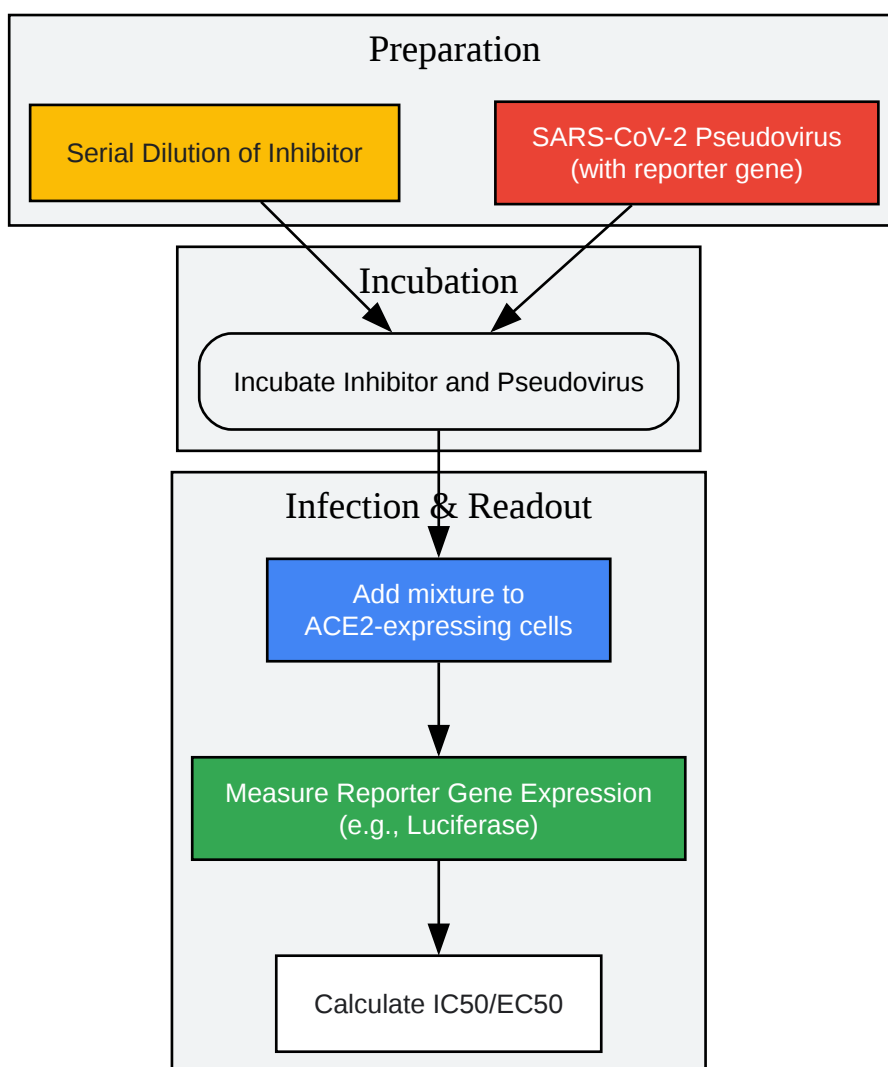 Preparation
Serial Dilution of Inhibitor
SARS-CoV-2 Pseudovirus
(with reporter gene)
Incubation
Incubate Inhibitor and Pseudovirus
Infection & Readout
Add mixture to
ACE2-expressing cells
Measure Reporter Gene Expression
(e.g., Luciferase)
Calculate IC50/EC50